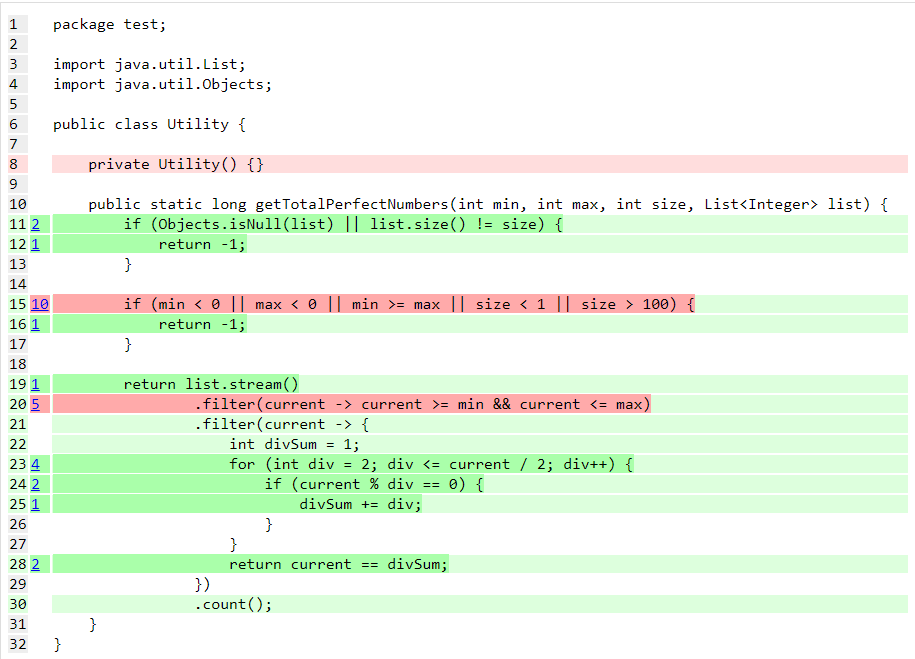 1 package test;
2
3 import java.util.List;
4 import java.util.Objects;
5
6 public class Utility {
7
8     private Utility() {}
9
10     public static long getTotalPerfectNumbers(int min, int max, int size, List<Integer> list) {
11 2         if (Objects.isNull(list) || list.size() != size) {
12 1             return -1;
13         }
14
15 10         if (min < 0 || max < 0 || min >= max || size < 1 || size > 100) {
16 1             return -1;
17         }
18
19 1         return list.stream()
20 5                 .filter(current -> current >= min && current <= max)
21                 .filter(current -> {
22                     int divSum = 1;
23 4                     for (int div = 2; div <= current / 2; div++) {
24 2                         if (current % div == 0) {
25 1                             divSum += div;
26                         }
27                     }
28 2                     return current == divSum;
29                 })
30                 .count();
31     }
32 }